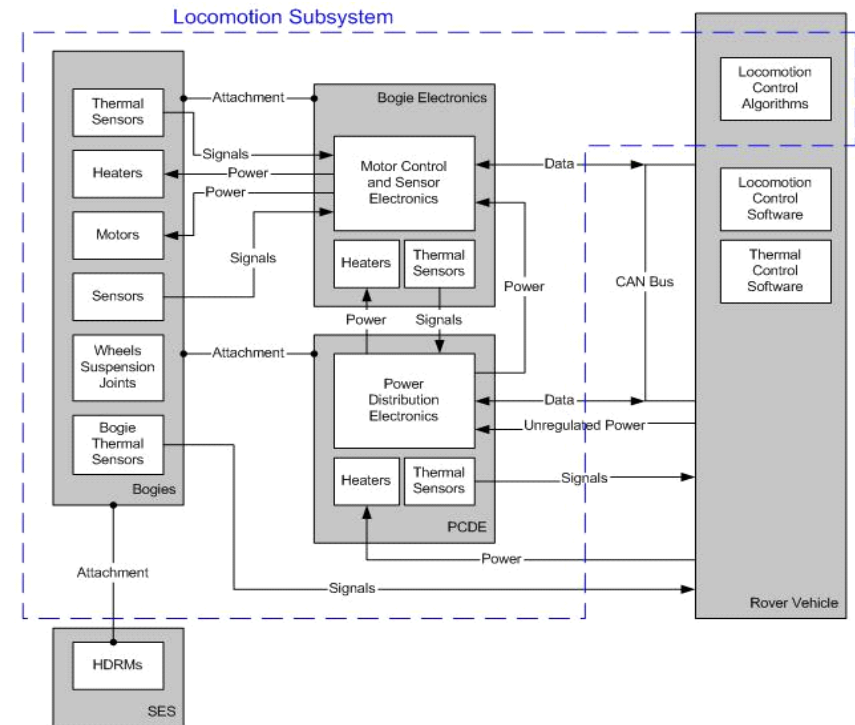 Locomotion Subsystem
Thermal
Sensors
Heaters
Motors
Sensors
Wheels
Suspension
Joints
Bogie
Thermal
Sensors
Bogies
Attachment
Signals
Power
Power
Signals
Attachment
Bogie Electronics
Motor Control
and Sensor
Electronics
Heaters
Thermal
Sensors
Power
Signals
Power
Power
Distribution
Electronics
Heaters
Thermal
Sensors
PCDE
Data
CAN Bus
Data
Unregulated Power
Signals
Power
Signals
Locomotion
Control
Algorithms
Locomotion
Control
Software
Thermal
Control
Software
Rover Vehicle
Attachment
HDRMs
SES